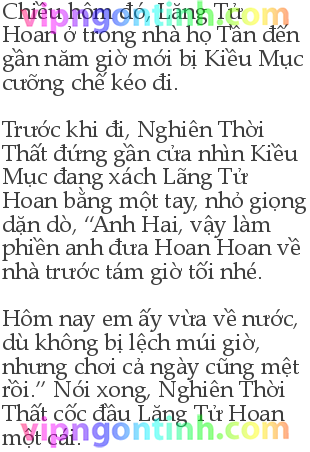 Chiều hôm đó, Lăng Tử
Hoan ở trong nhà họ Tần đến
gần năm giờ mới bị Kiều Mục
cưỡng chế kéo đi.
Trước khi đi, Nghiên Thời
Thất đứng gần cửa nhìn Kiều
Mục đang xách Lãng Tử
Hoan bằng một tay, nhỏ giọng
dặn dò, “Anh Hai, vậy làm
phiền anh đưa Hoan Hoan về
nhà trước tám giờ tối nhé.
Hôm nay em ấy vừa về nước,
dù không bị lệch múi giờ,
nhưng chơi cả ngày cũng mệt
rồi.” Nói xong, Nghiên Thời
Thất cốc đầu Lăng Tử Hoan
một cái.
vipngontinh.com
vipngontinh.com